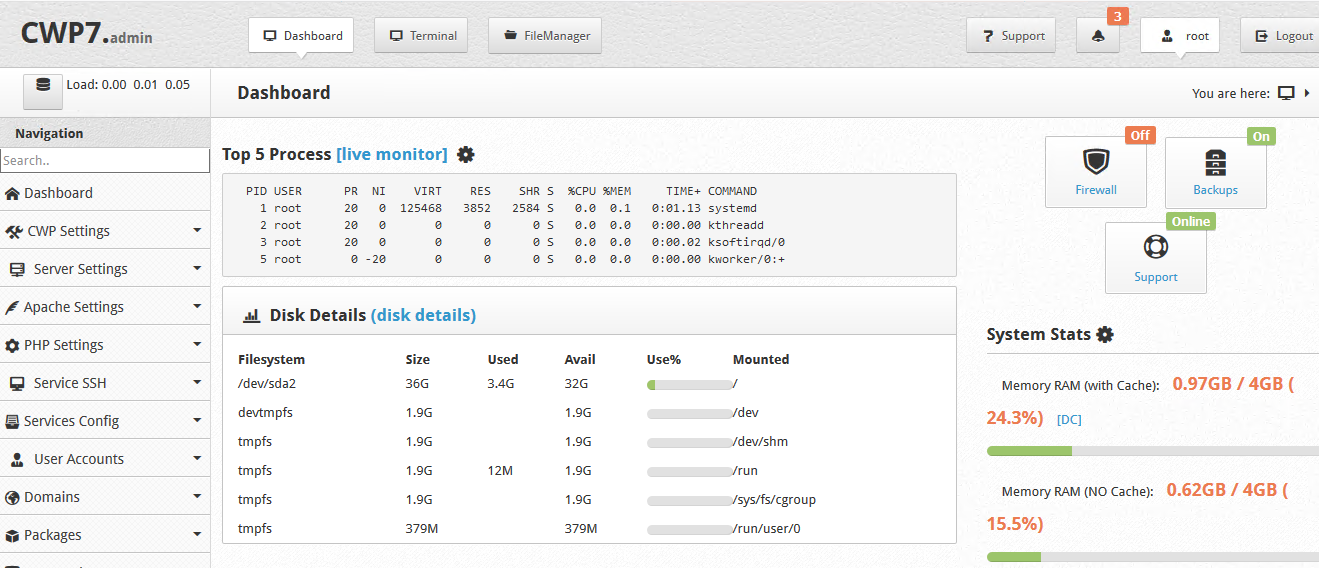 CWP7.admin
Dashboard
Terminal
FileManager
Support
3
root
Logout
Load: 0.00 0.01 0.05
Dashboard
You are here:
Navigation
Search..
Dashboard
CWP Settings
Server Settings
Apache Settings
PHP Settings
Service SSH
Services Config
User Accounts
Domains
Packages
Top 5 Process [live monitor]
PID USER PR NI VIRT RES SHR S %CPU %MEM TIME+ COMMAND
1 root 20 0 125468 3852 2584 S 0.0 0.1 0:01.13 systemd
2 root 20 0 0 0 0 S 0.0 0.0 0:00.00 kthreadd
3 root 20 0 0 0 0 S 0.0 0.0 0:00.02 ksoftirqd/0
5 root 0 -20 0 0 0 S 0.0 0.0 0:00.00 kworker/0:+
Disk Details (disk details)
Filesystem Size Used Avail Use% Mounted
/dev/sda2 36G 3.4G 32G /
devtmpfs 1.9G 1.9G /dev
tmpfs 1.9G 1.9G /dev/shm
tmpfs 1.9G 12M 1.9G /run
tmpfs 1.9G 1.9G /sys/fs/cgroup
tmpfs 379M 379M /run/user/0
Off
Firewall
On
Backups
Online
Support
System Stats
Memory RAM (with Cache): 0.97GB / 4GB (
24.3%) [DC]
Memory RAM (NO Cache): 0.62GB / 4GB (
15.5%)